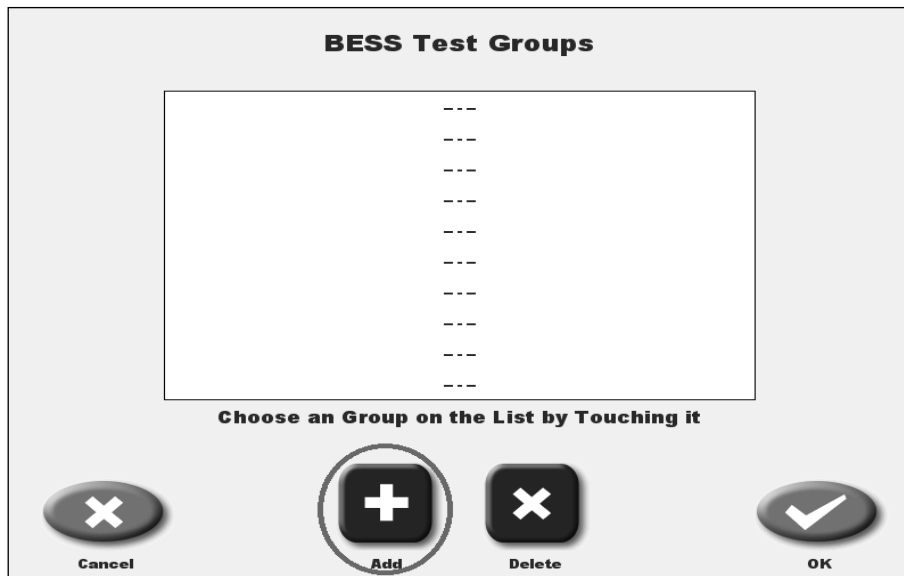 BESS Test Groups
---
---
---
---
---
---
---
---
---
---
Choose an Group on the List by Touching it
Cancel
Add
Delete
OK